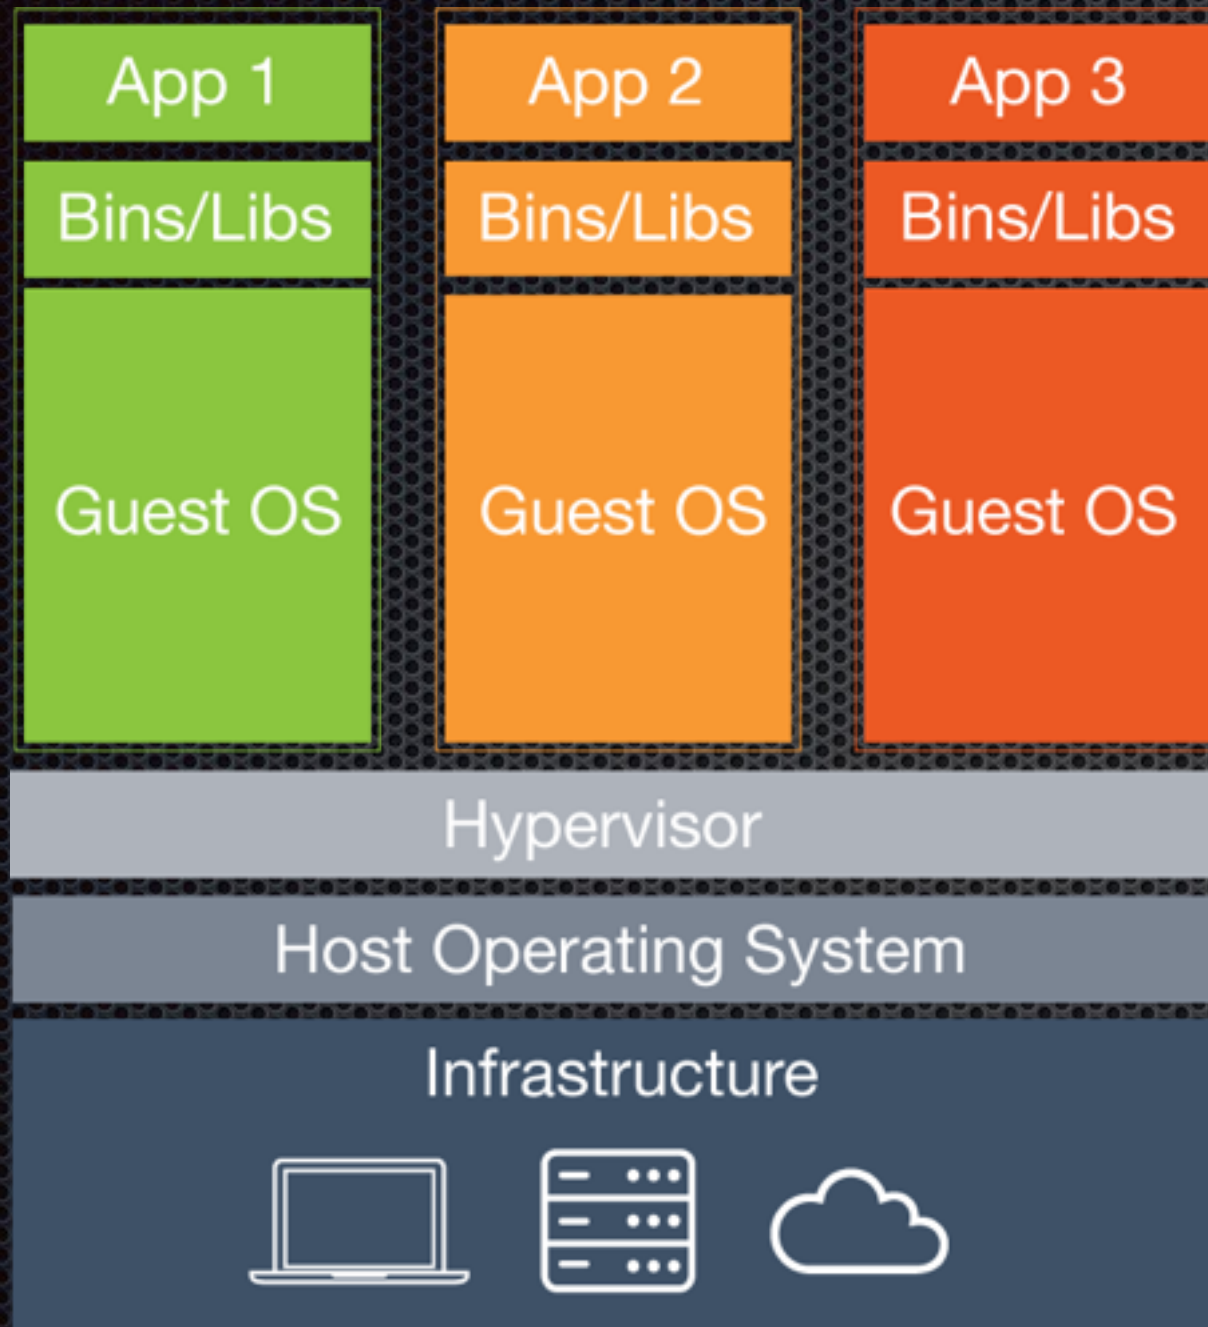 App 1
App 2
App 3
Bins/Libs
Bins/Libs
Bins/Libs
Guest OS
Guest OS
Guest OS
Hypervisor
Host Operating System
Infrastructure